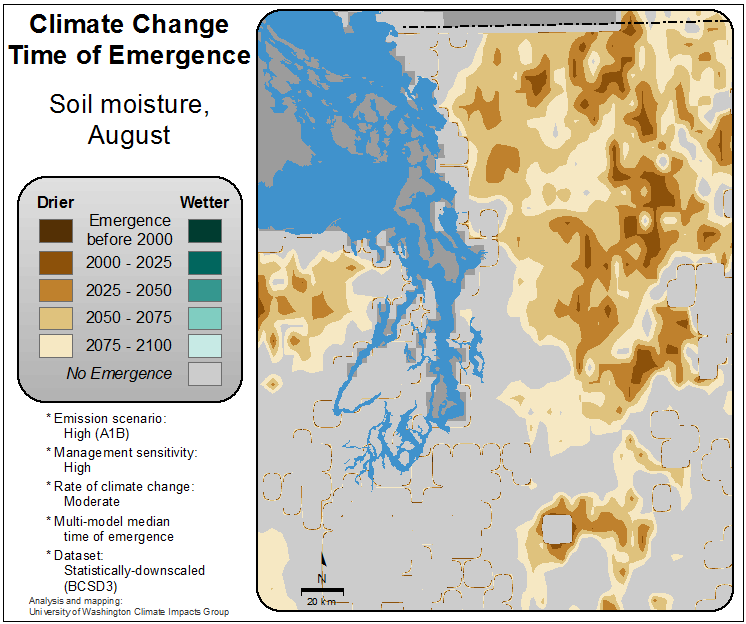 Climate Change
Time of Emergence
Soil moisture,
August
Drier
Wetter
Emergence
before 2000
2000 - 2025
2025 - 2050
2050 - 2075
2075 - 2100
No Emergence
* Emission scenario:
High (A1B)
* Management sensitivity:
High
* Rate of climate change:
Moderate
* Multi-model median
time of emergence
* Dataset:
Statistically-downscaled
(BCSD3)
Analysis and mapping:
University of Washington Climate Impacts Group
N
20 km